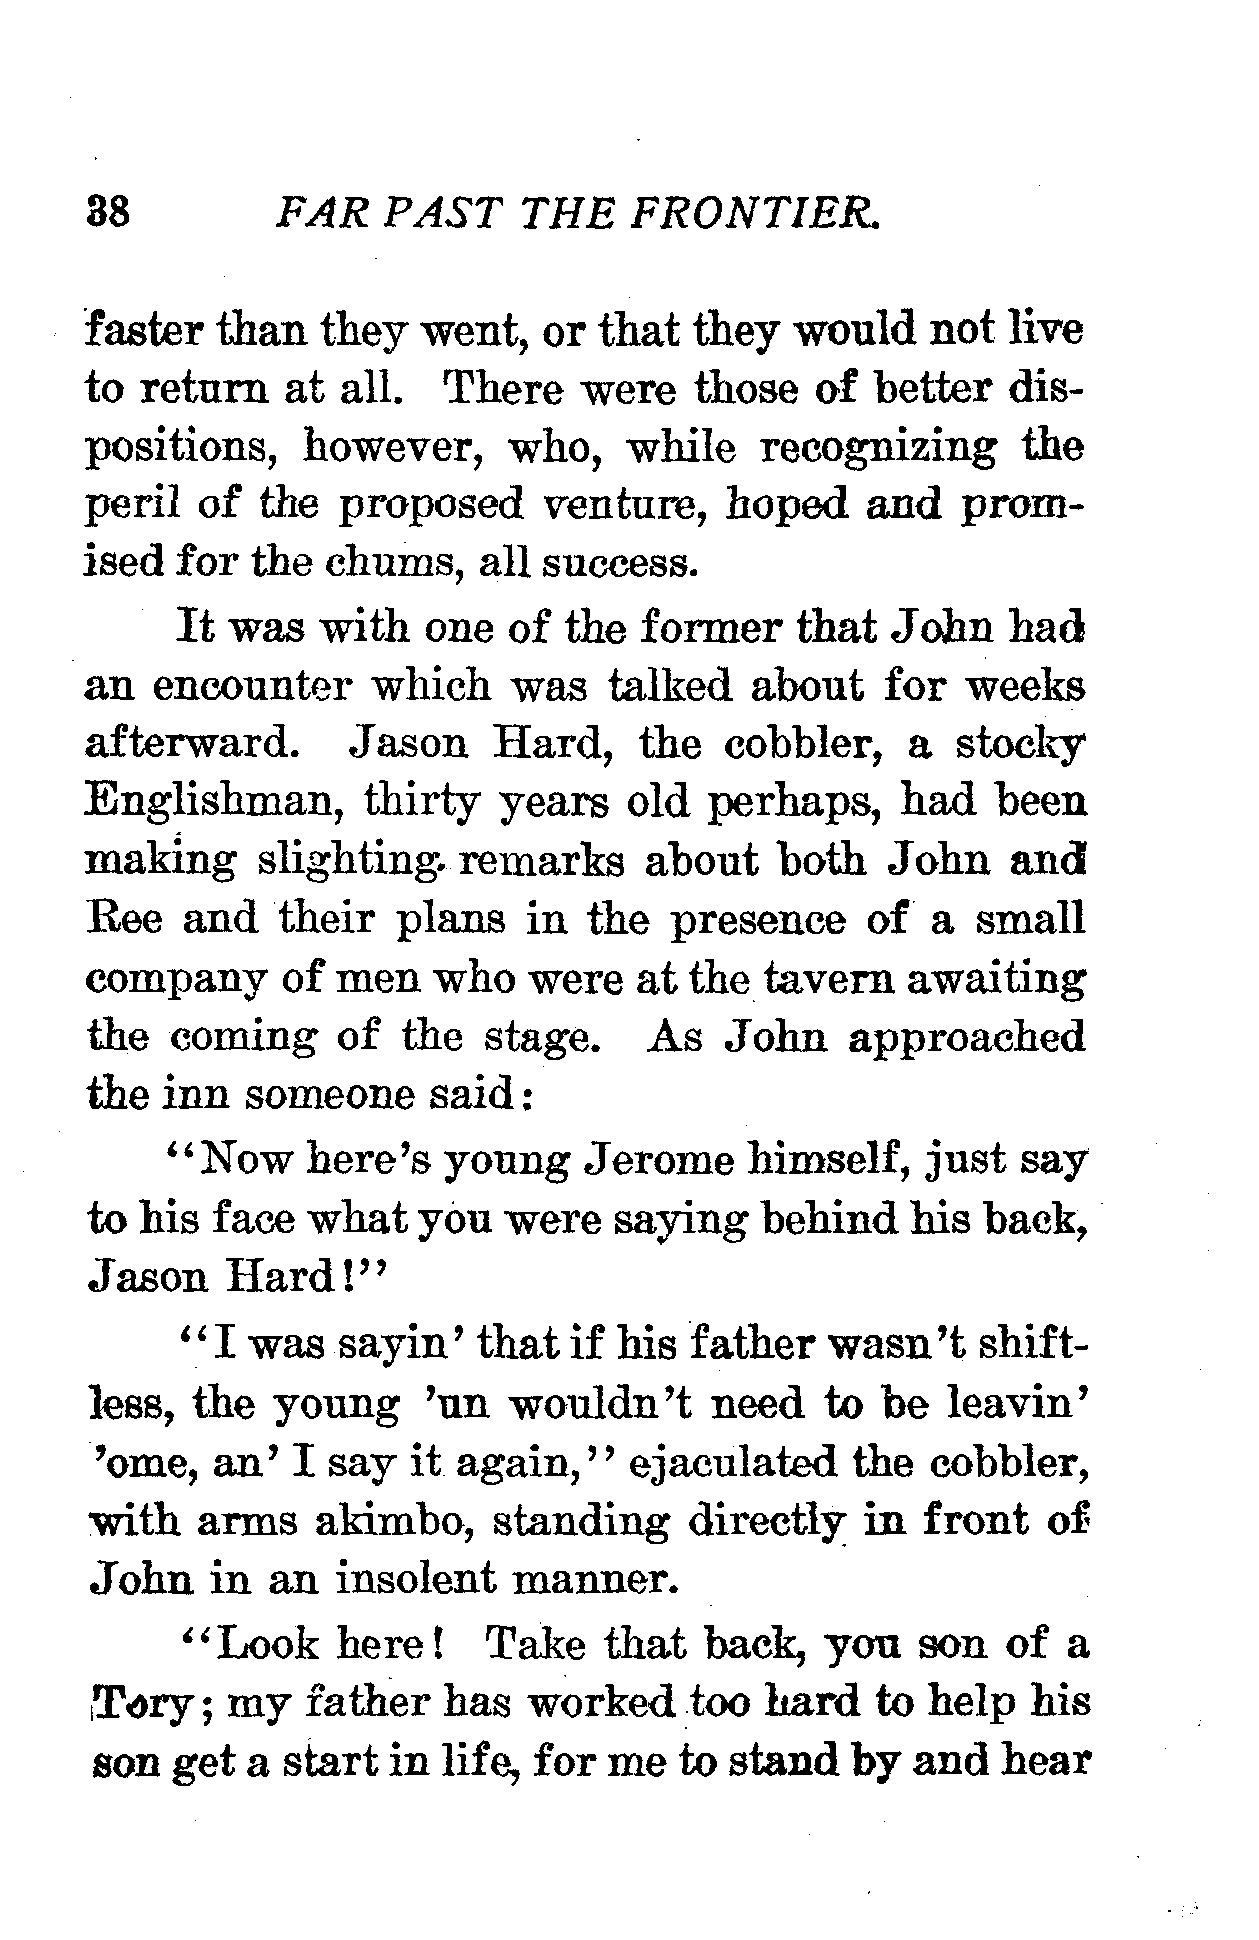 38 FAR PAST THE FRONTIER.
faster than they went, or that they would not live
to return at all. There were those of better dis-
positions, however, who, while recognizing the
peril of the proposed venture, hoped and prom-
ised for the chums, all success.
It was with one of the former that John had
an encounter which was talked about for weeks
afterward. Jason Hard, the cobbler, a stocky
Englishman, thirty years old perhaps, had been
making slighting remarks about both John and
Ree and their plans in the presence of a small
company of men who were at the tavern awaiting
the coming of the stage. As John approached
the inn someone said:
"Now here's young Jerome himself, just say
to his face what you were saying behind his back,
Jason Hard!"
"I was sayin' that if his father wasn't shift-
less, the young 'un wouldn't need to be leavin'
'ome, an' I say it again," ejaculated the cobbler,
with arms akimbo, standing directly in front of
John in an insolent manner.
"Look here! Take that back, you son of a
Tory; my father has worked too hard to help his
son get a start in life, for me to stand by and hear